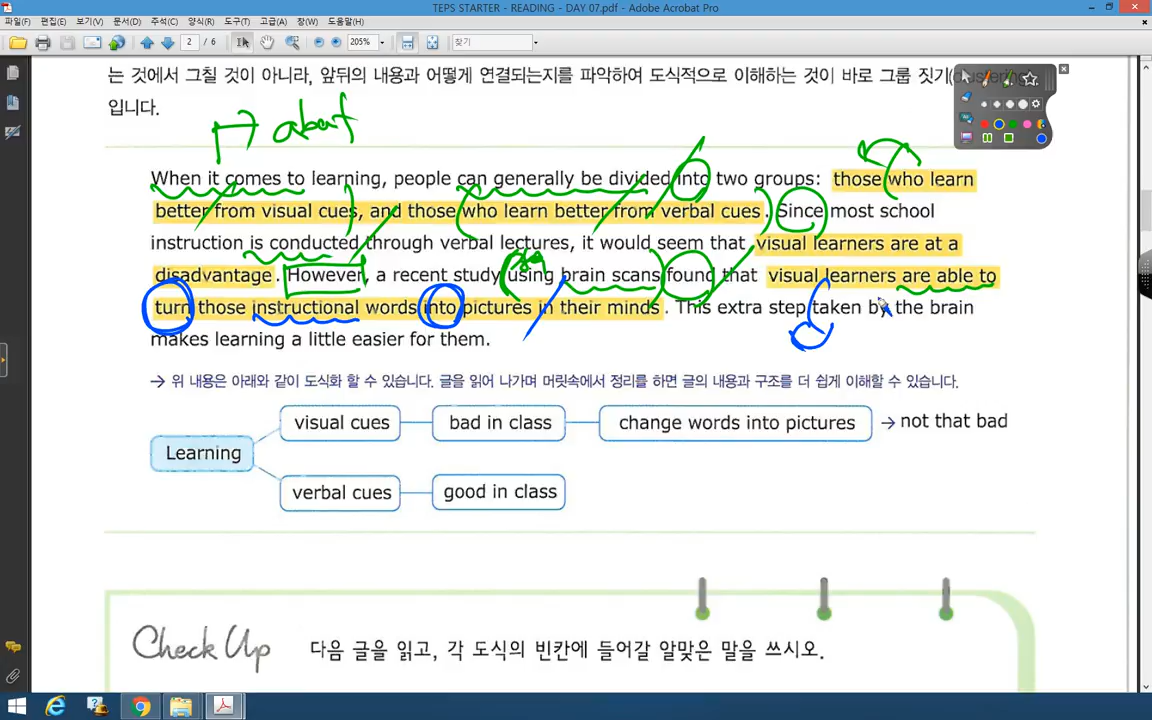 TEPS STARTER - READING - DAY 07.pdf - Adobe Acrobat Pro
파일(F) 편집(E) 보기(V) 문서(D) 주석(C) 양식(R) 도구(T) 고급(A) 창(W) 도움말(H)
2 / 6 205% 찾기
는 것에서 그칠 것이 아니라, 앞뒤의 내용과 어떻게 연결되는지를 파악하여 도식적으로 이해하는 것이 바로 그룹 짓기
입니다.
about
When it comes to learning, people can generally be divided into two groups: those who learn
better from visual cues, and those who learn better from verbal cues. Since most school
instruction is conducted through verbal lectures, it would seem that visual learners are at a
disadvantage. However, a recent study using brain scans found that visual learners are able to
turn those instructional words into pictures in their minds. This extra step taken by the brain
makes learning a little easier for them.
→ 위 내용은 아래와 같이 도식화 할 수 있습니다. 글을 읽어 나가며 머릿속에서 정리를 하면 글의 내용과 구조를 더 쉽게 이해할 수 있습니다.
visual cues bad in class change words into pictures → not that bad
Learning
verbal cues good in class
Check Up 다음 글을 읽고, 각 도식의 빈칸에 들어갈 알맞은 말을 쓰시오.